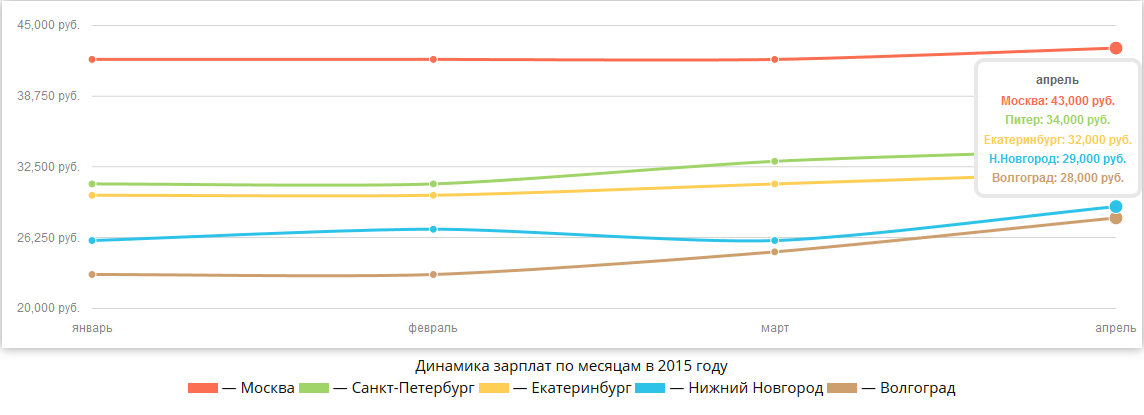 45,000 руб.
38,750 руб.
32,500 руб.
26,250 руб.
20,000 руб.
январь февраль март апрель
апрель
Москва: 43,000 руб.
Питер: 34,000 руб.
Екатеринбург: 32,000 руб.
Н.Новгород: 29,000 руб.
Волгоград: 28,000 руб.
Динамика зарплат по месяцам в 2015 году
— Москва — Санкт-Петербург — Екатеринбург — Нижний Новгород — Волгоград